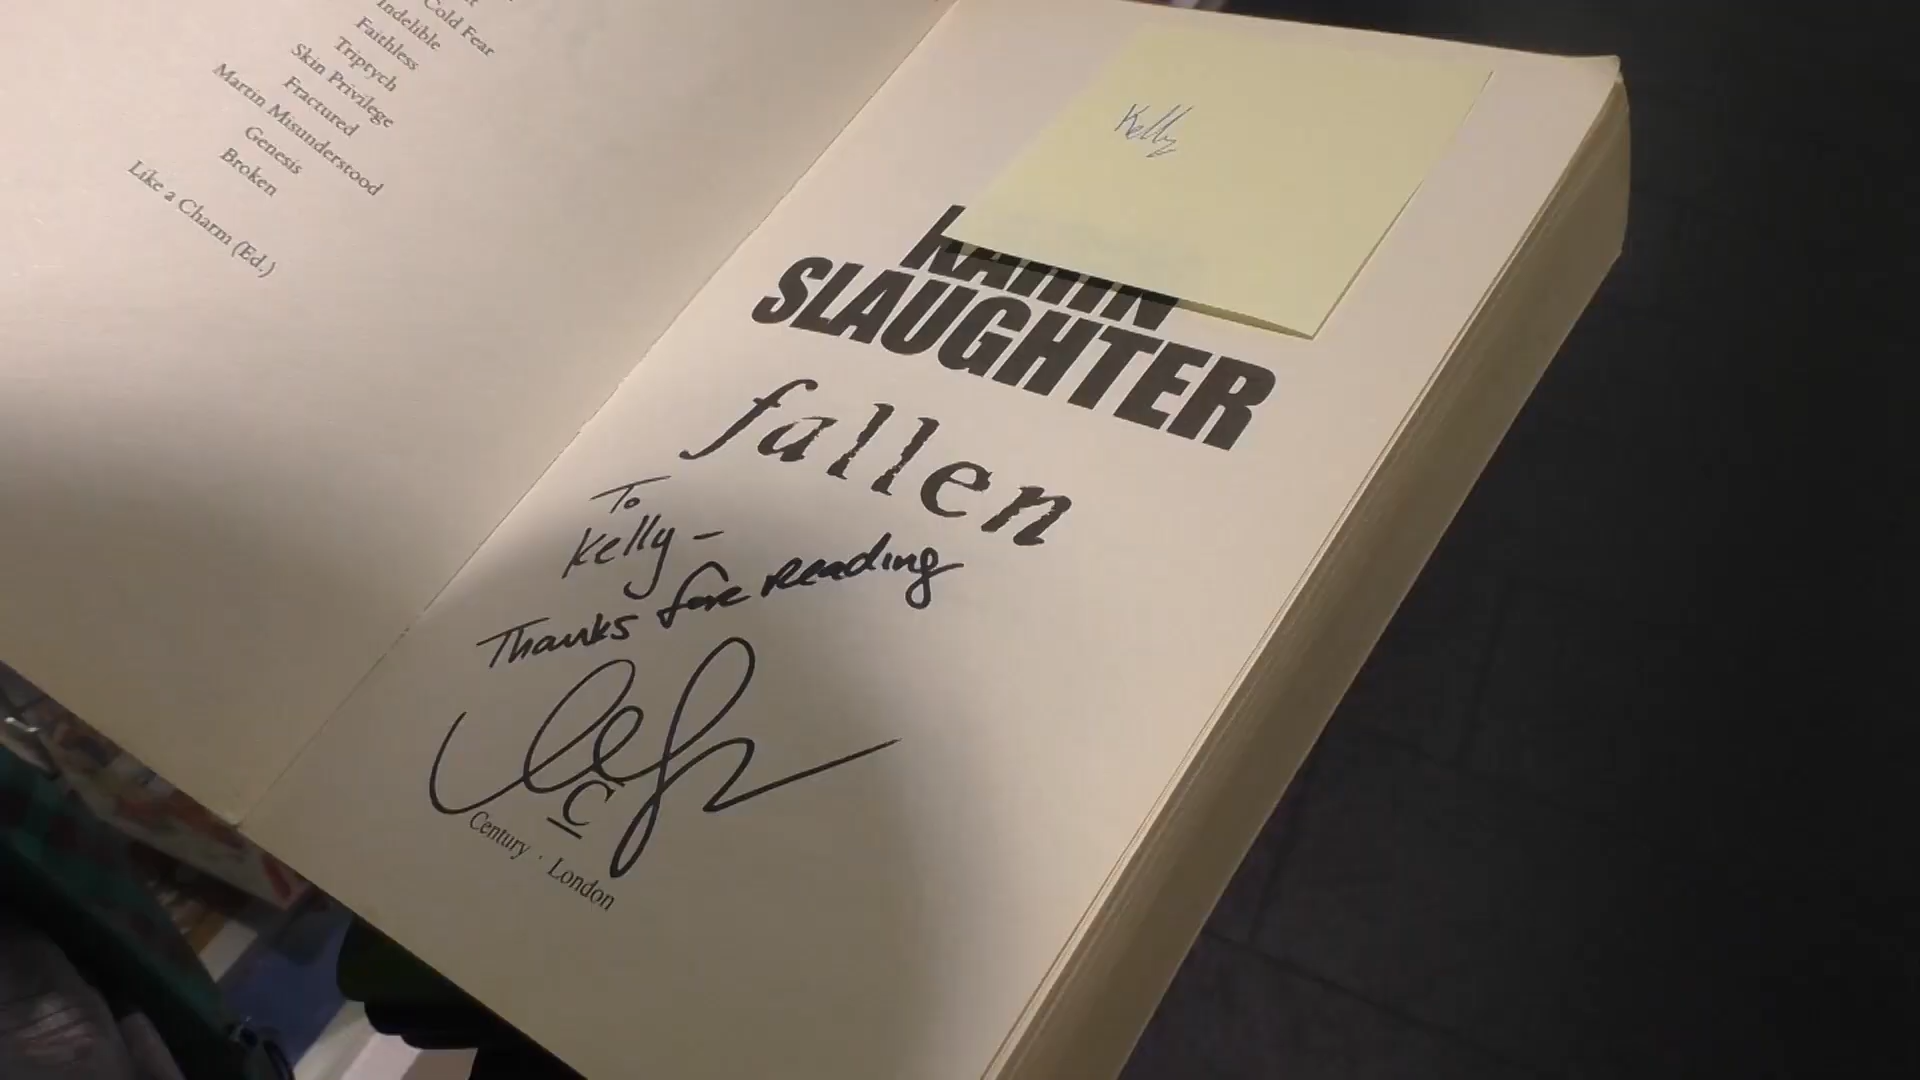 Cold Fear
Indelible
Faithless
Triptych
Skin Privilege
Fractured
Martin Misunderstood
Genesis
Broken
Like a Charm (Ed.)
Kelly
KARIN
SLAUGHTER
fallen
To
Kelly –
Thanks for reading
C
Century · London